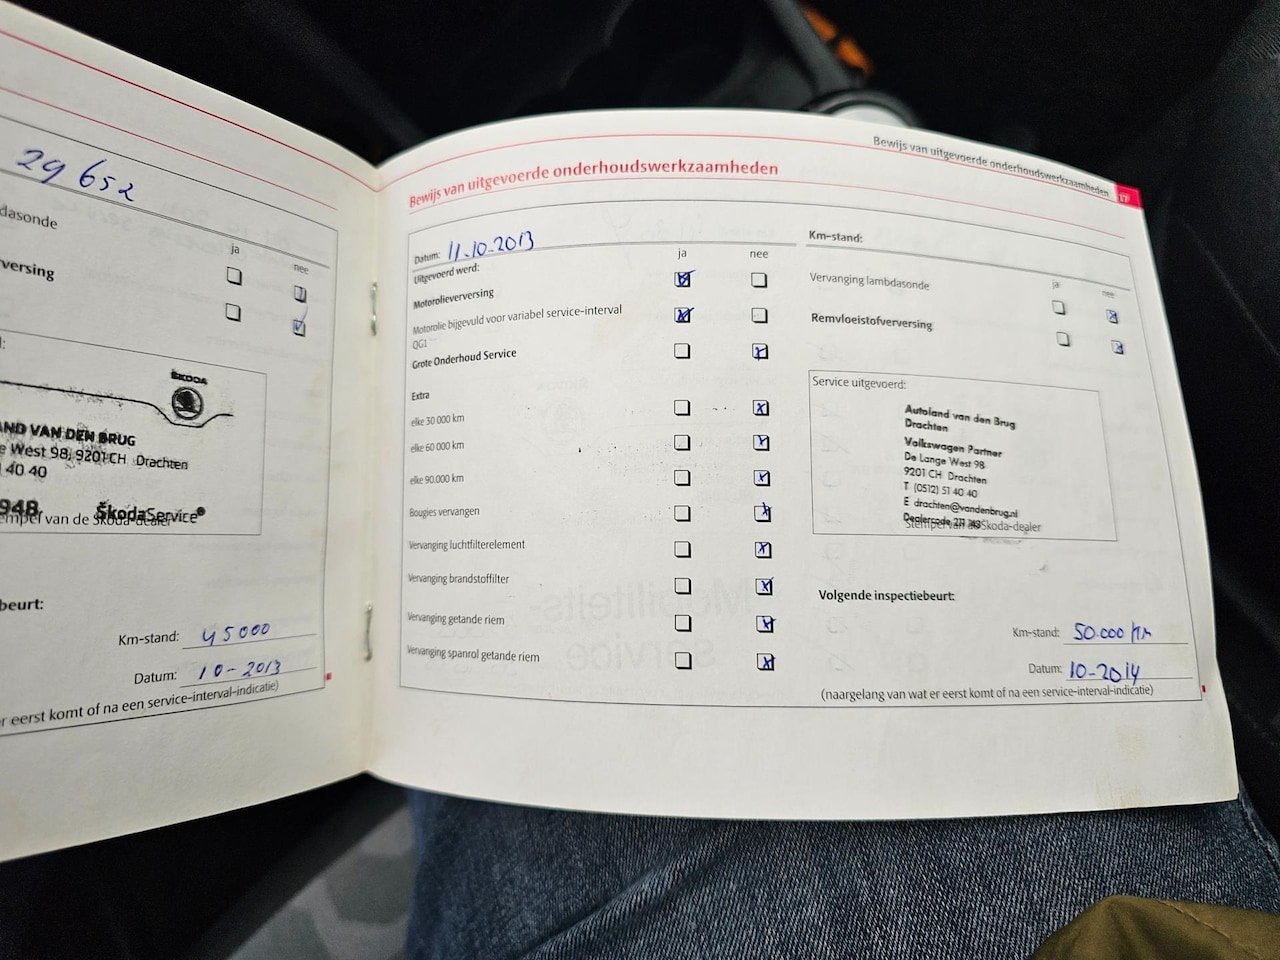 29 652
dasonde
ja
nee
versing
ŠKODA
AND VAN DEN BRUG
e West 98, 9201 CH Drachten
40 40
94B.
ŠkodaService
empel van de Skoda-dealer
beurt:
Km-stand: 45000
Datum: 10-2013
r eerst komt of na een service-interval-indicatie)
Bewijs van uitgevoerde onderhoudswerkzaamheden
17
Bewijs van uitgevoerde onderhoudswerkzaamheden
Datum: 11-10-2013
Uitgevoerd werd:
ja
nee
Motorolieverversing
Motorolie bijgevuld voor variabel service-interval
QG1
Grote Onderhoud Service
Extra
elke 30 000 km
elke 60 000 km
elke 90.000 km
Bougies vervangen
Vervanging luchtfilterelement
Vervanging brandstoffilter
Vervanging getande riem
Vervanging spanrol getande riem
Km-stand:
ja
nee
Vervanging lambdasonde
Remvloeistofverversing
Service uitgevoerd:
Autoland van den Brug
Drachten
Volkswagen Partner
De Lange West 98
9201 CH Drachten
T (0512) 51 40 40
E drachten@vandenbrug.nl
Dealercode
Stempel van de Skoda-dealer
Volgende inspectiebeurt:
Km-stand: 50.000 km
Datum: 10-2014
(naargelang van wat er eerst komt of na een service-interval-indicatie)